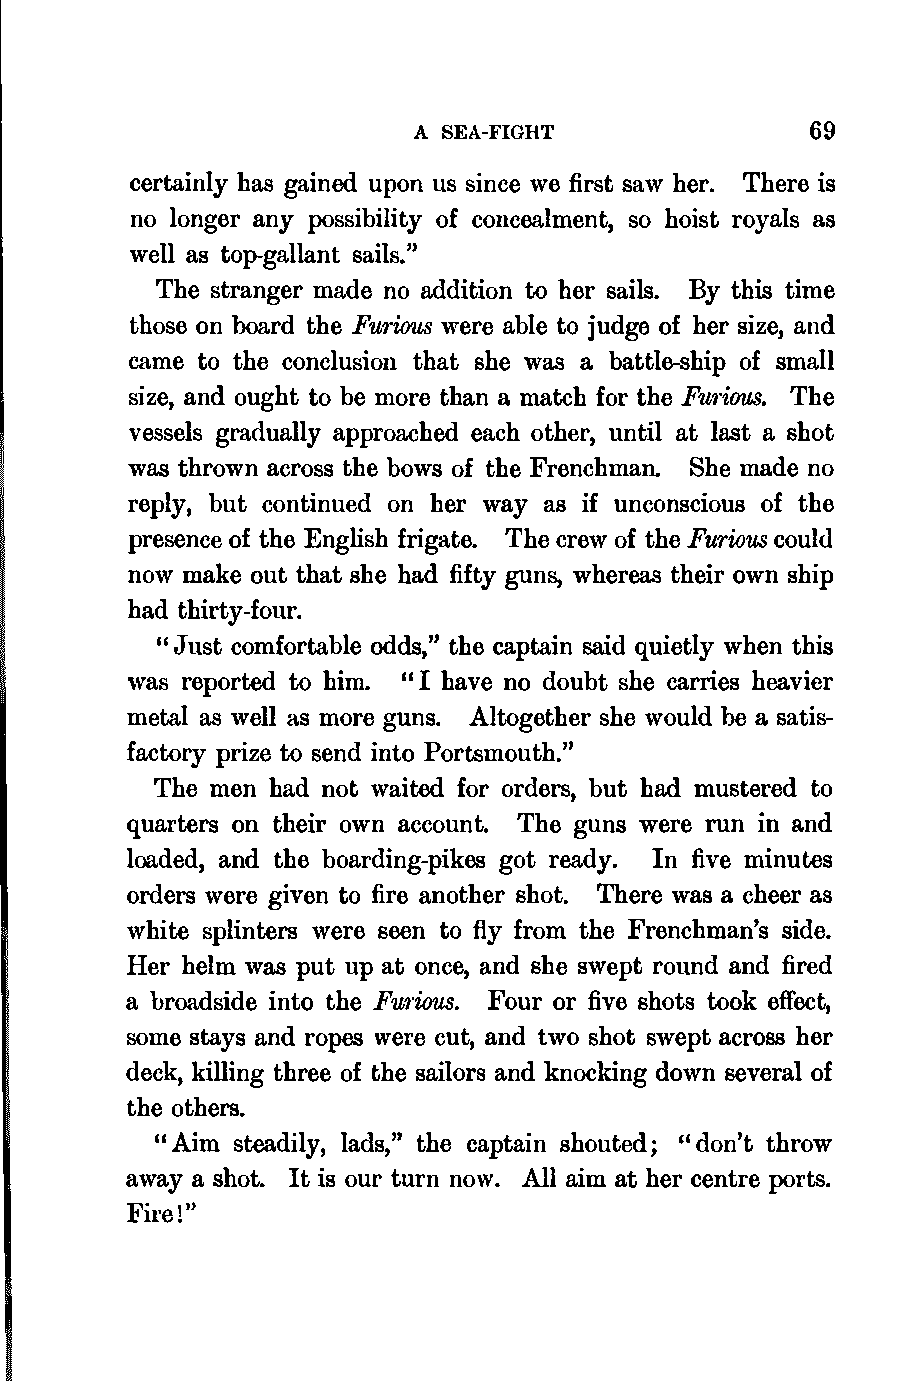 A SEA-FIGHT 69
certainly has gained upon us since we first saw her. There is
no longer any possibility of concealment, so hoist royals as
well as top-gallant sails.”
The stranger made no addition to her sails. By this time
those on board the Furious were able to judge of her size, and
came to the conclusion that she was a battle-ship of small
size, and ought to be more than a match for the Furious. The
vessels gradually approached each other, until at last a shot
was thrown across the bows of the Frenchman. She made no
reply, but continued on her way as if unconscious of the
presence of the English frigate. The crew of the Furious could
now make out that she had fifty guns, whereas their own ship
had thirty-four.
“Just comfortable odds,” the captain said quietly when this
was reported to him. “I have no doubt she carries heavier
metal as well as more guns. Altogether she would be a satis-
factory prize to send into Portsmouth.”
The men had not waited for orders, but had mustered to
quarters on their own account. The guns were run in and
loaded, and the boarding-pikes got ready. In five minutes
orders were given to fire another shot. There was a cheer as
white splinters were seen to fly from the Frenchman’s side.
Her helm was put up at once, and she swept round and fired
a broadside into the Furious. Four or five shots took effect,
some stays and ropes were cut, and two shot swept across her
deck, killing three of the sailors and knocking down several of
the others.
“Aim steadily, lads,” the captain shouted; “don’t throw
away a shot. It is our turn now. All aim at her centre ports.
Fire!”